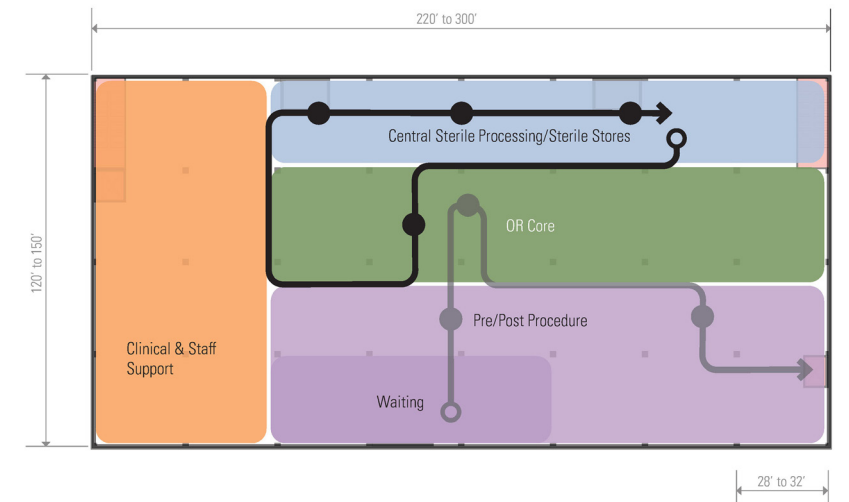 220' to 300'
Central Sterile Processing/Sterile Stores
OR Core
120' to 150'
Pre/Post Procedure
Clinical & Staff
Support
Waiting
28' to 32'